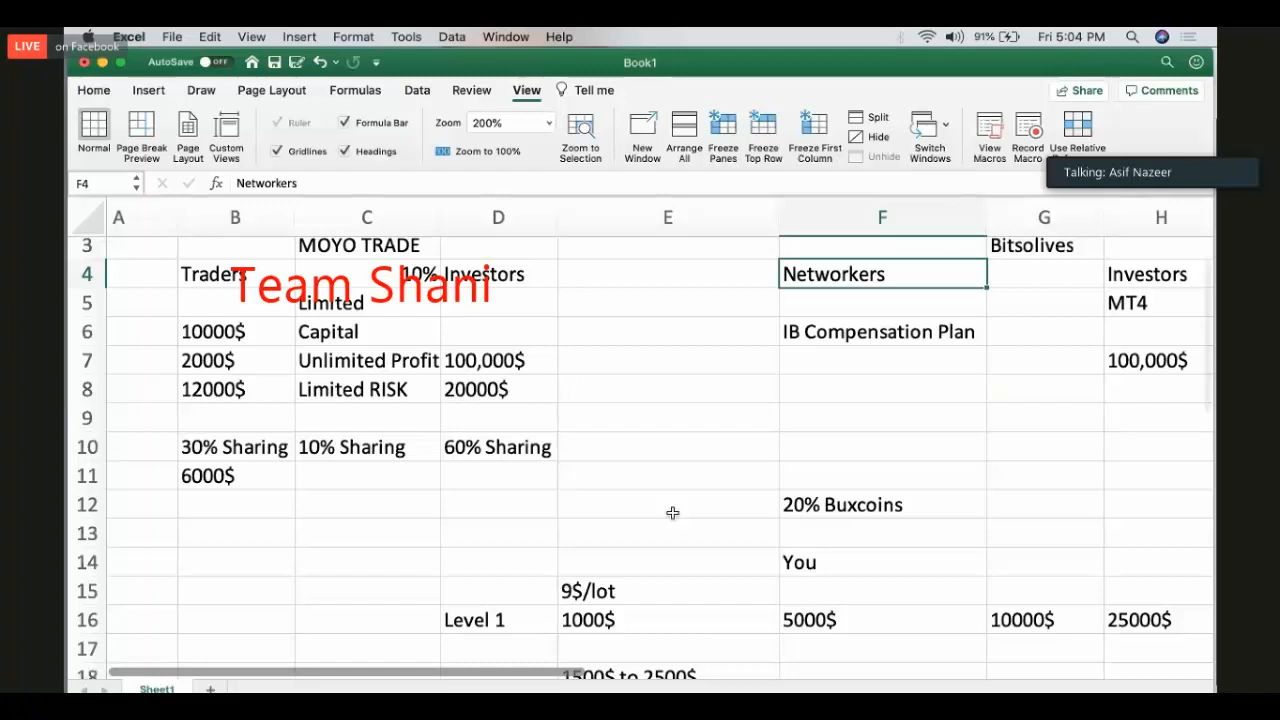 LIVE on Facebook
Excel File Edit View Insert Format Tools Data Window Help 91% Fri 5:04 PM
AutoSave OFF Book1
Home Insert Draw Page Layout Formulas Data Review View Tell me Share Comments
Normal Page Break Preview Page Layout Custom Views Ruler Formula Bar Gridlines Headings Zoom 200% Zoom to 100% Zoom to Selection New Window Arrange All Freeze Panes Freeze Top Row Freeze First Column Split Hide Unhide Switch Windows View Macros Record Macro Use Relative
Talking: Asif Nazeer
F4 fx Networkers
A B C D E F G H
3 MOYO TRADE Bitsolives
4 Traders 10% Investors Networkers Investors
Team Shani
5 Limited MT4
6 10000$ Capital IB Compensation Plan
7 2000$ Unlimited Profit 100,000$ 100,000$
8 12000$ Limited RISK 20000$
9
10 30% Sharing 10% Sharing 60% Sharing
11 6000$
12 20% Buxcoins
13
14 You
15 9$/lot
16 Level 1 1000$ 5000$ 10000$ 25000$
17
18 1500$ to 2500$
Sheet1 +